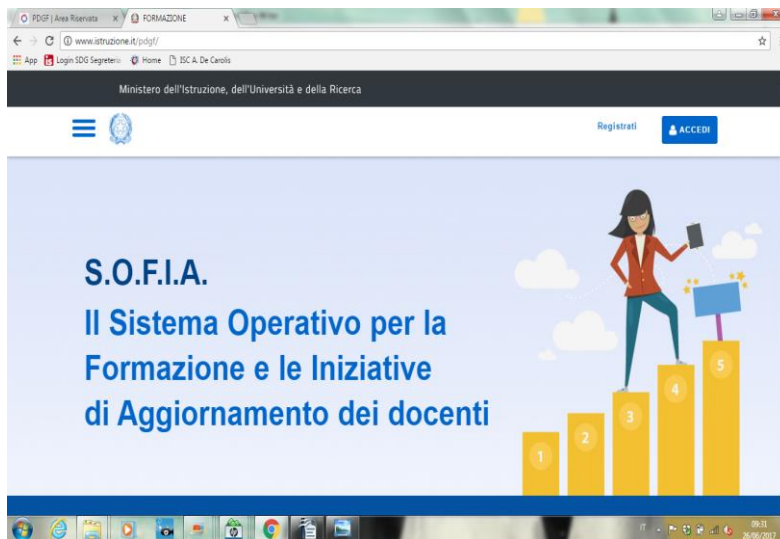 PDGF | Area Riservata
FORMAZIONE
www.istruzione.it/pdgf/
App
Login SDG Segreteria
Home
ISC A. De Carolis
Ministero dell'Istruzione, dell'Università e della Ricerca
Registrati
ACCEDI
S.O.F.I.A.
Il Sistema Operativo per la
Formazione e le Iniziative
di Aggiornamento dei docenti
1
2
3
4
5
IT
09:31
26/06/2017